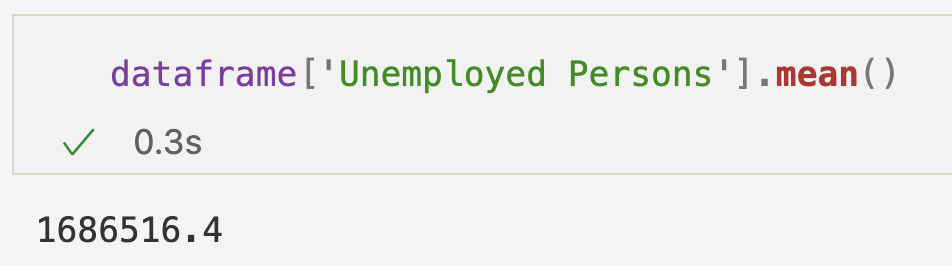 dataframe['Unemployed Persons'].mean()
✓ 0.3s
1686516.4